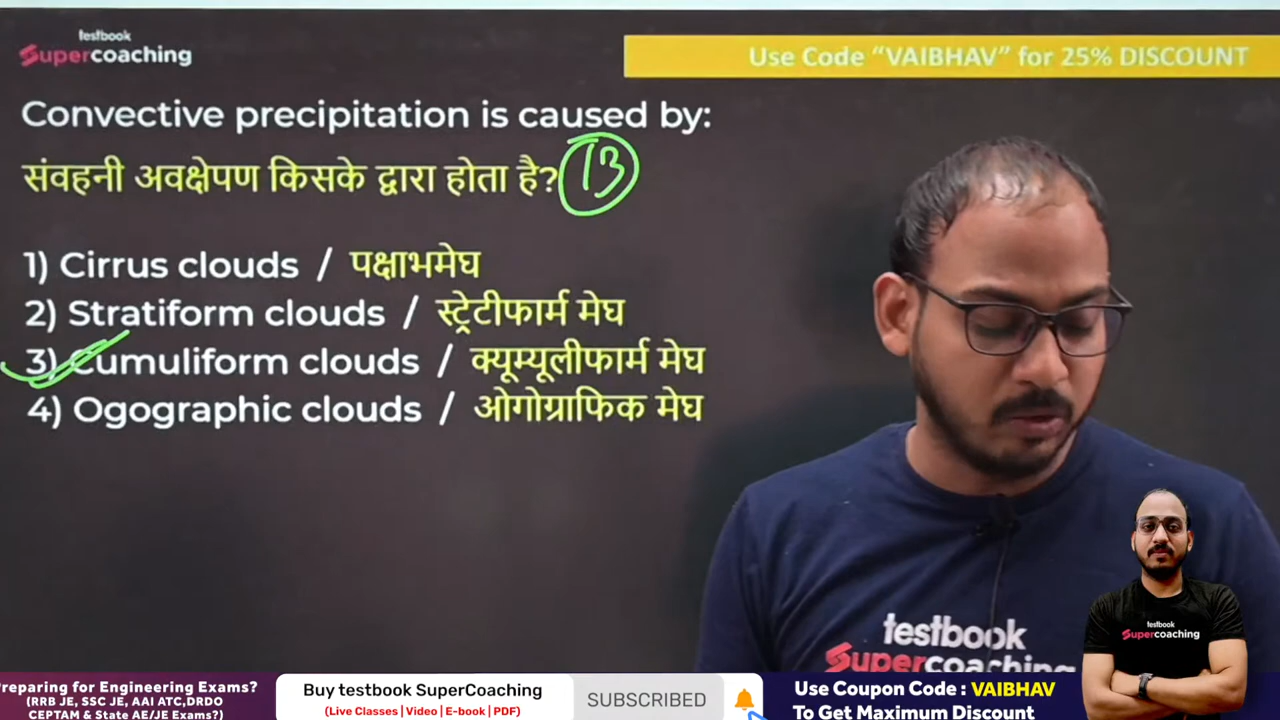 testbook
Supercoaching
Use Code “VAIBHAV” for 25% DISCOUNT
Convective precipitation is caused by:
संवहनी अवक्षेपण किसके द्वारा होता है?
13
1) Cirrus clouds / पक्षाभमेघ
2) Stratiform clouds / स्ट्रेटीफार्म मेघ
3) Cumuliform clouds / क्यूम्यूलीफार्म मेघ
4) Ogographic clouds / ओगोग्राफिक मेघ
testbook
Supercoaching
testbook
Supercoaching
Preparing for Engineering Exams?
(RRB JE, SSC JE, AAI ATC,DRDO
CEPTAM & State AE/JE Exams?)
Buy testbook SuperCoaching
(Live Classes | Video | E-book | PDF)
SUBSCRIBED
Use Coupon Code : VAIBHAV
To Get Maximum Discount